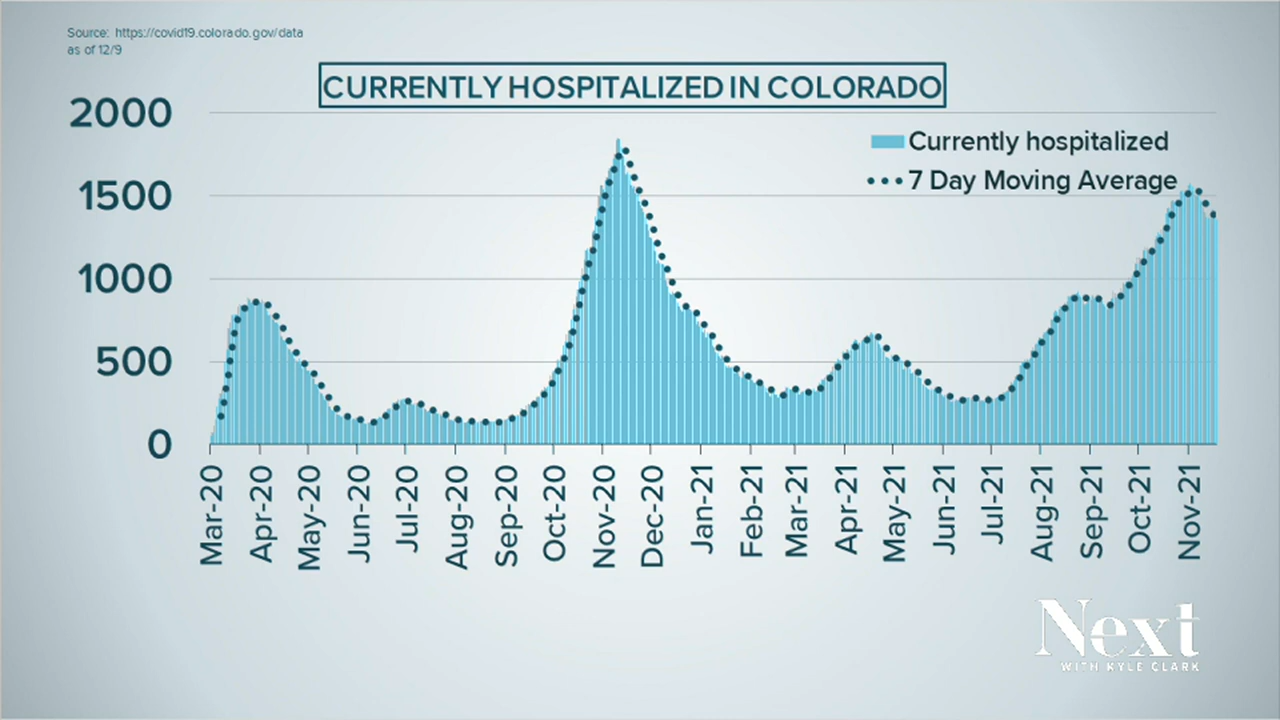 Source: https://covid19.colorado.gov/data
as of 12/9
CURRENTLY HOSPITALIZED IN COLORADO
2000
1500
1000
500
0
Currently hospitalized
7 Day Moving Average
Mar-20
Apr-20
May-20
Jun-20
Jul-20
Aug-20
Sep-20
Oct-20
Nov-20
Dec-20
Jan-21
Feb-21
Mar-21
Apr-21
May-21
Jun-21
Jul-21
Aug-21
Sep-21
Oct-21
Nov-21
Next
WITH KYLE CLARK